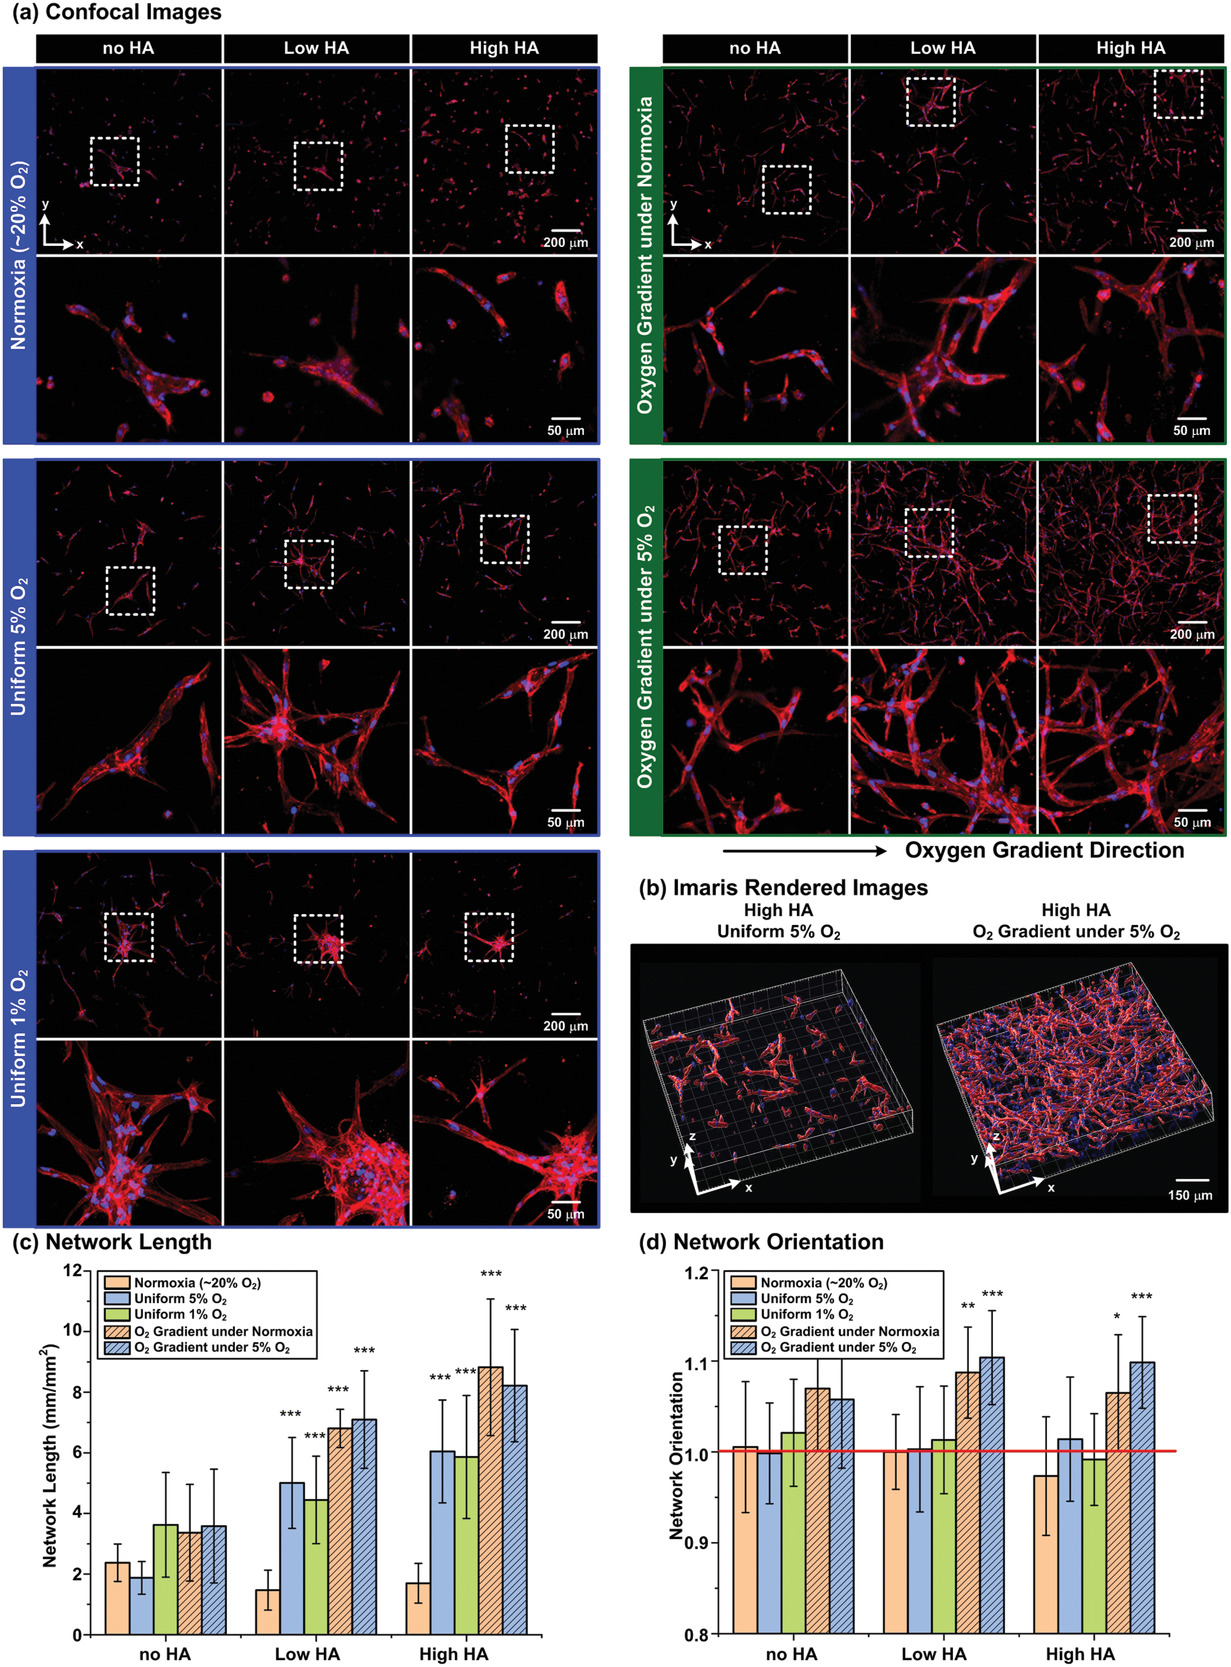 (a) Confocal Images
no HA
Low HA
High HA
no HA
Low HA
High HA
Normoxia (~20% O₂)
y
x
200 μm
50 μm
Oxygen Gradient under Normoxia
y
x
200 μm
50 μm
Uniform 5% O₂
200 μm
50 μm
Oxygen Gradient under 5% O₂
200 μm
50 μm
Oxygen Gradient Direction
Uniform 1% O₂
200 μm
50 μm
(b) Imaris Rendered Images
High HA
Uniform 5% O₂
High HA
O₂ Gradient under 5% O₂
z
y
x
z
y
x
150 μm
(c) Network Length
Network Length (mm/mm²)
12
10
8
6
4
2
0
Normoxia (~20% O₂)
Uniform 5% O₂
Uniform 1% O₂
O₂ Gradient under Normoxia
O₂ Gradient under 5% O₂
***
***
***
***
***
***
***
***
no HA
Low HA
High HA
(d) Network Orientation
Network Orientation
1.2
1.1
1.0
0.9
0.8
Normoxia (~20% O₂)
Uniform 5% O₂
Uniform 1% O₂
O₂ Gradient under Normoxia
O₂ Gradient under 5% O₂
**
***
*
***
no HA
Low HA
High HA